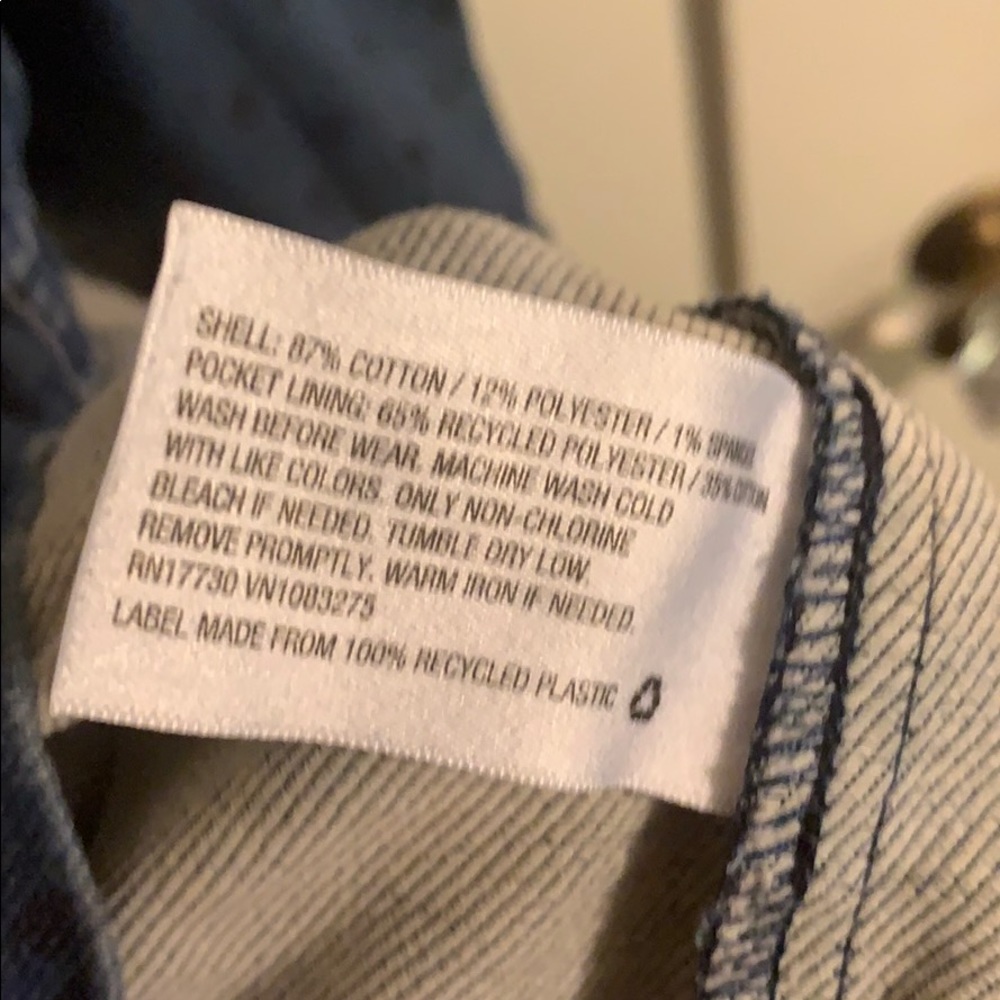 SHELL: 87% COTTON / 12% POLYESTER / 1% SPANDEX
POCKET LINING: 65% RECYCLED POLYESTER / 35% COTTON
WASH BEFORE WEAR. MACHINE WASH COLD
WITH LIKE COLORS. ONLY NON-CHLORINE
BLEACH IF NEEDED. TUMBLE DRY LOW.
REMOVE PROMPTLY. WARM IRON IF NEEDED.
RN17730 VN1083275
LABEL MADE FROM 100% RECYCLED PLASTIC